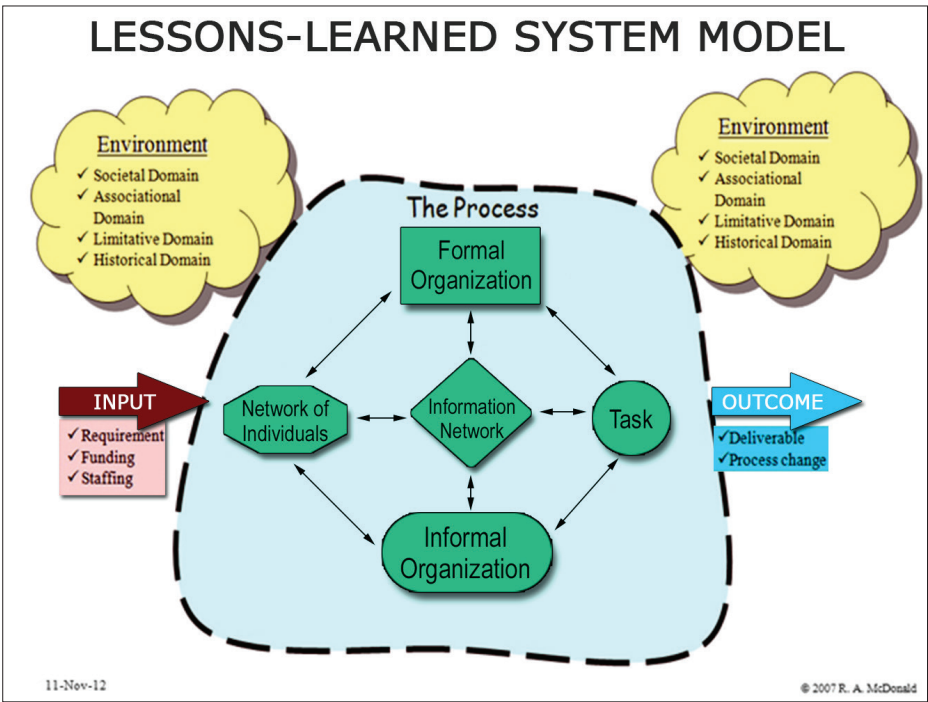 LESSONS-LEARNED SYSTEM MODEL
Environment
✓ Societal Domain
✓ Associational
Domain
✓ Limitative Domain
✓ Historical Domain
Environment
✓ Societal Domain
✓ Associational
Domain
✓ Limitative Domain
✓ Historical Domain
The Process
Formal
Organization
INPUT
✓Requirement
✓Funding
✓Staffing
Network of
Individuals
Information
Network
Task
OUTCOME
✓Deliverable
✓Process change
Informal
Organization
11-Nov-12
© 2007 R. A. McDonald